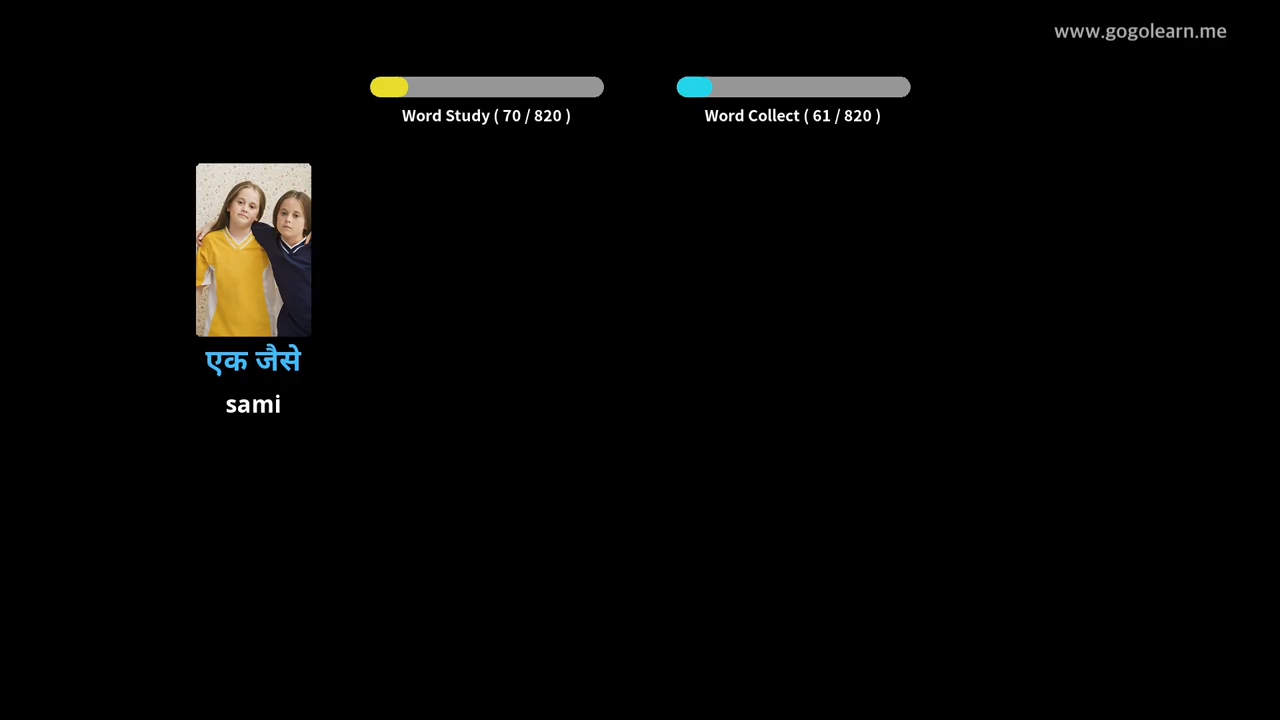 www.gogolearn.me
Word Study ( 70 / 820 )
Word Collect ( 61 / 820 )
एक जैसे
sami